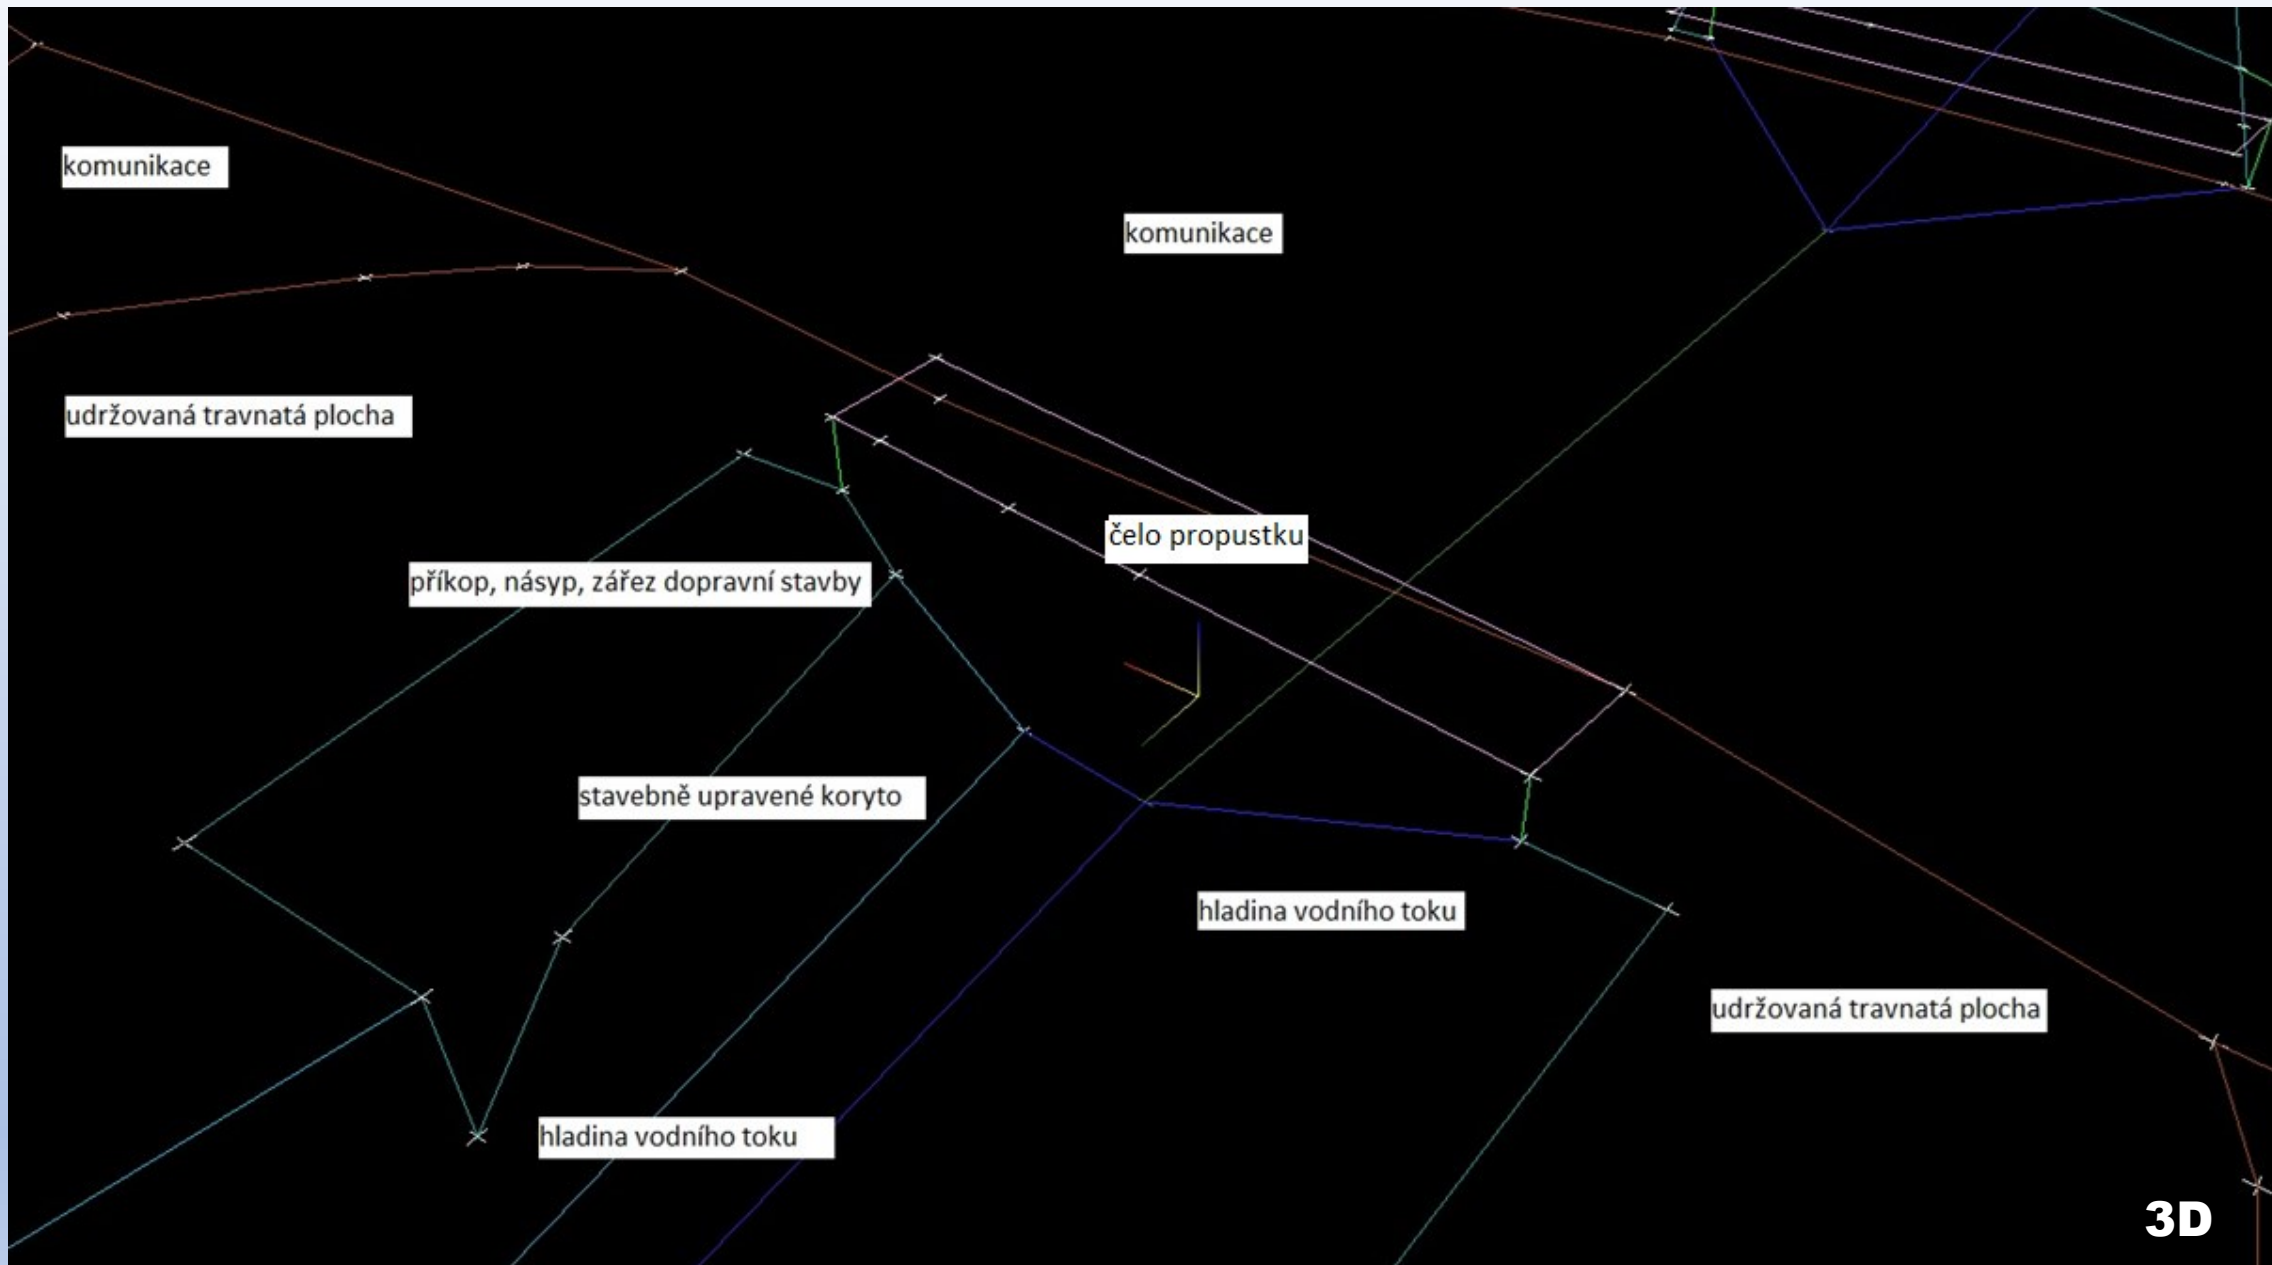 komunikace
komunikace
udržovaná travnatá plocha
čelo propustku
příkop, násyp, zářez dopravní stavby
stavebně upravené koryto
hladina vodního toku
udržovaná travnatá plocha
hladina vodního toku
3D